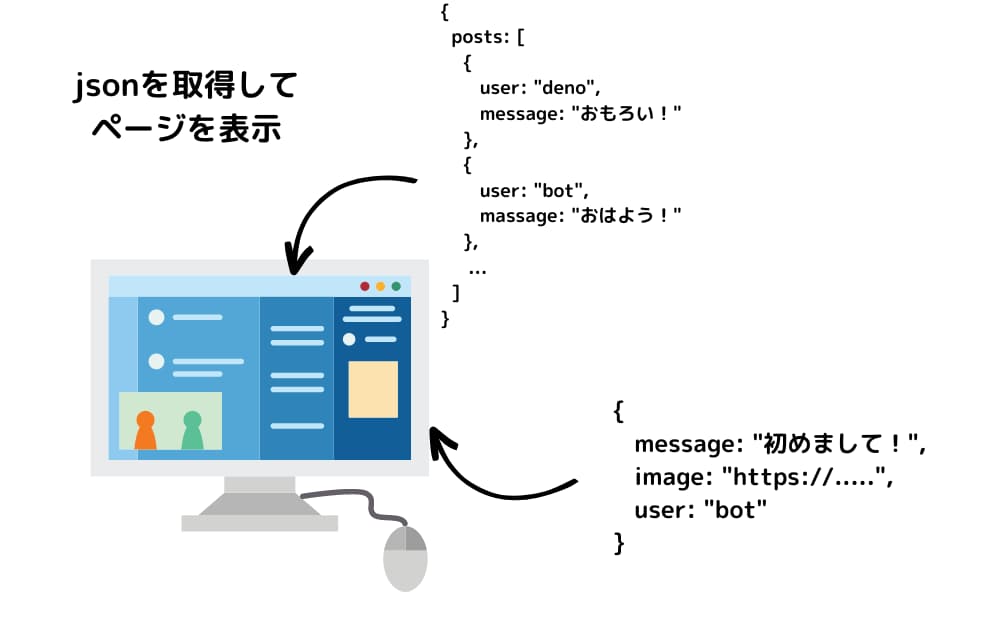 jsonを取得して
ページを表示
{
posts: [
{
user: "deno",
message: "おもろい！"
},
{
user: "bot",
massage: "おはよう！"
},
...
]
}
{
message: "初めまして！",
image: "https://.....",
user: "bot"
}